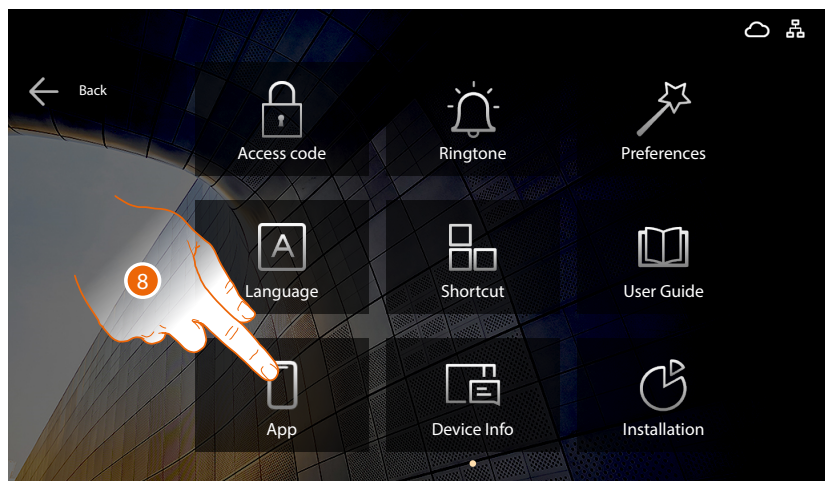 Back
Access code
Ringtone
Preferences
8
A
Language
Shortcut
User Guide
App
Device Info
Installation